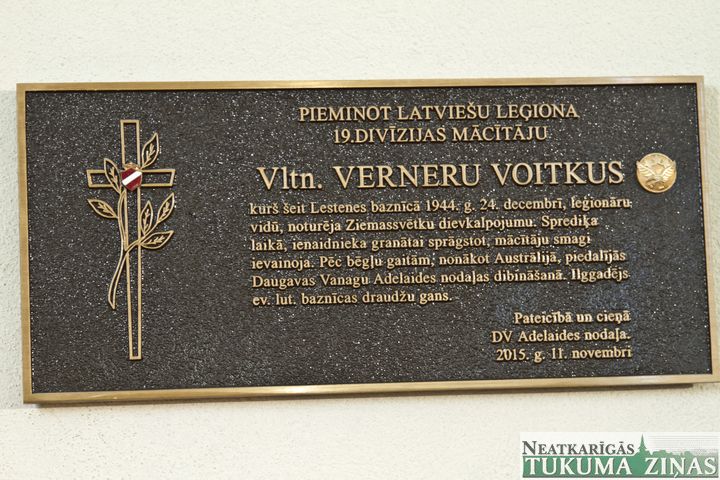 PIEMINOT LATVIEŠU LEĢIONA
19.DIVĪZIJAS MĀCĪTĀJU
Vltn. VERNERU VOITKUS
kurš šeit Lestenes baznīcā 1944. g. 24. decembrī, leģionāru
vidū, noturēja Ziemassvētku dievkalpojumu. Sprediķa
laikā, ienaidnieka granātai sprāgstot, mācītāju smagi
ievainoja. Pēc bēgļu gaitām, nonākot Austrālijā, piedalījās
Daugavas Vanagu Adelaides nodaļas dibināšanā. Ilggadējs
ev. lut. baznīcas draudžu gans.
Pateicībā un cieņā
DV Adelaides nodaļa.
2015. g. 11. novembrī
NEATKARĪGĀS
TUKUMA ZIŅAS